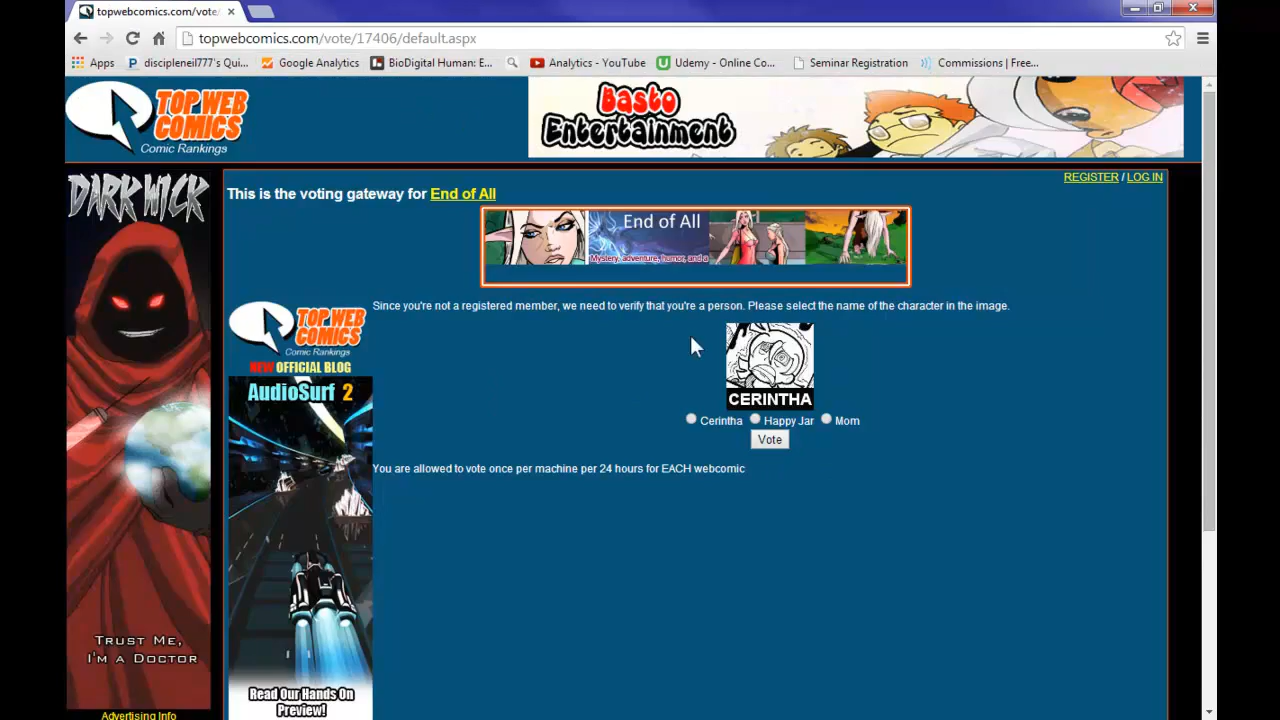 topwebcomics.com/vote/
topwebcomics.com/vote/17406/default.aspx
Apps
discipleneil777's Qui...
Google Analytics
BioDigital Human: E...
Analytics - YouTube
Udemy - Online Co...
Seminar Registration
Commissions | Free...
TOP WEB
COMICS
Comic Rankings
Basto
Entertainment
DARK WICK
REGISTER / LOG IN
This is the voting gateway for End of All
End of All
Mystery, adventure, humor, and a
Since you're not a registered member, we need to verify that you're a person. Please select the name of the character in the image.
TOP WEB
COMICS
Comic Rankings
NEW OFFICIAL BLOG
AudioSurf 2
CERINTHA
Cerintha Happy Jar Mom
Vote
You are allowed to vote once per machine per 24 hours for EACH webcomic
TRUST ME,
I'M A DOCTOR
Read Our Hands On
Preview!
Advertising Info